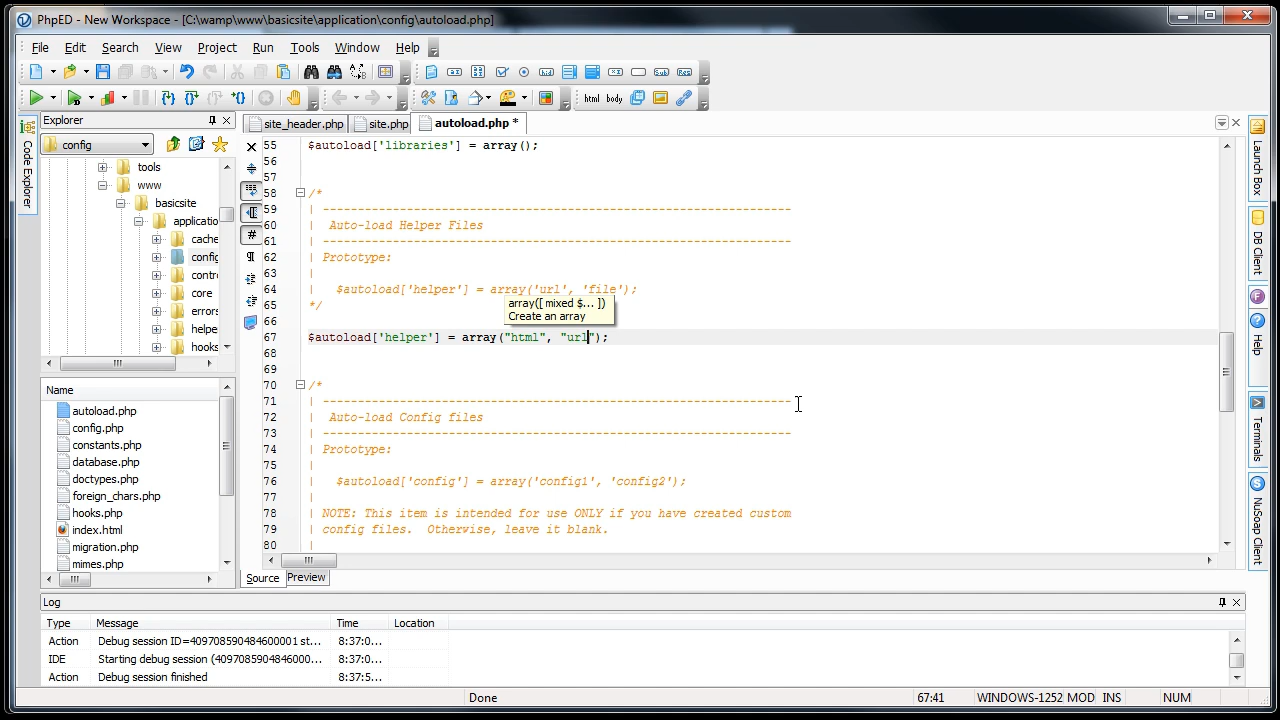 PhpED - New Workspace - [C:\wamp\www\basicsite\application\config\autoload.php]
File Edit Search View Project Run Tools Window Help
html body
Explorer
config
tools
www
basicsite
applicatio
cache
config
contro
core
errors
helpe
hooks
Code Explorer
Name
autoload.php
config.php
constants.php
database.php
doctypes.php
foreign_chars.php
hooks.php
index.html
migration.php
mimes.php
site_header.php site.php autoload.php *
55 $autoload['libraries'] = array();
56
57
58 /*
59 | -------------------------------------------------------------------
60 | Auto-load Helper Files
61 | -------------------------------------------------------------------
62 | Prototype:
63 |
64 | $autoload['helper'] = array('url', 'file');
65 */
array([ mixed $... ])
Create an array
66
67 $autoload['helper'] = array("html", "url");
68
69
70 /*
71 | -------------------------------------------------------------------
72 | Auto-load Config files
73 | -------------------------------------------------------------------
74 | Prototype:
75 |
76 | $autoload['config'] = array('config1', 'config2');
77 |
78 | NOTE: This item is intended for use ONLY if you have created custom
79 | config files.  Otherwise, leave it blank.
80 |
Source Preview
Launch Box
DB Client
Help
Terminals
NuSoap Client
Log
Type Message Time Location
Action Debug session ID=409708590484600001 st... 8:37:0...
IDE Starting debug session (4097085904846000... 8:37:0...
Action Debug session finished 8:37:5...
Done 67:41 WINDOWS-1252 MOD INS NUM